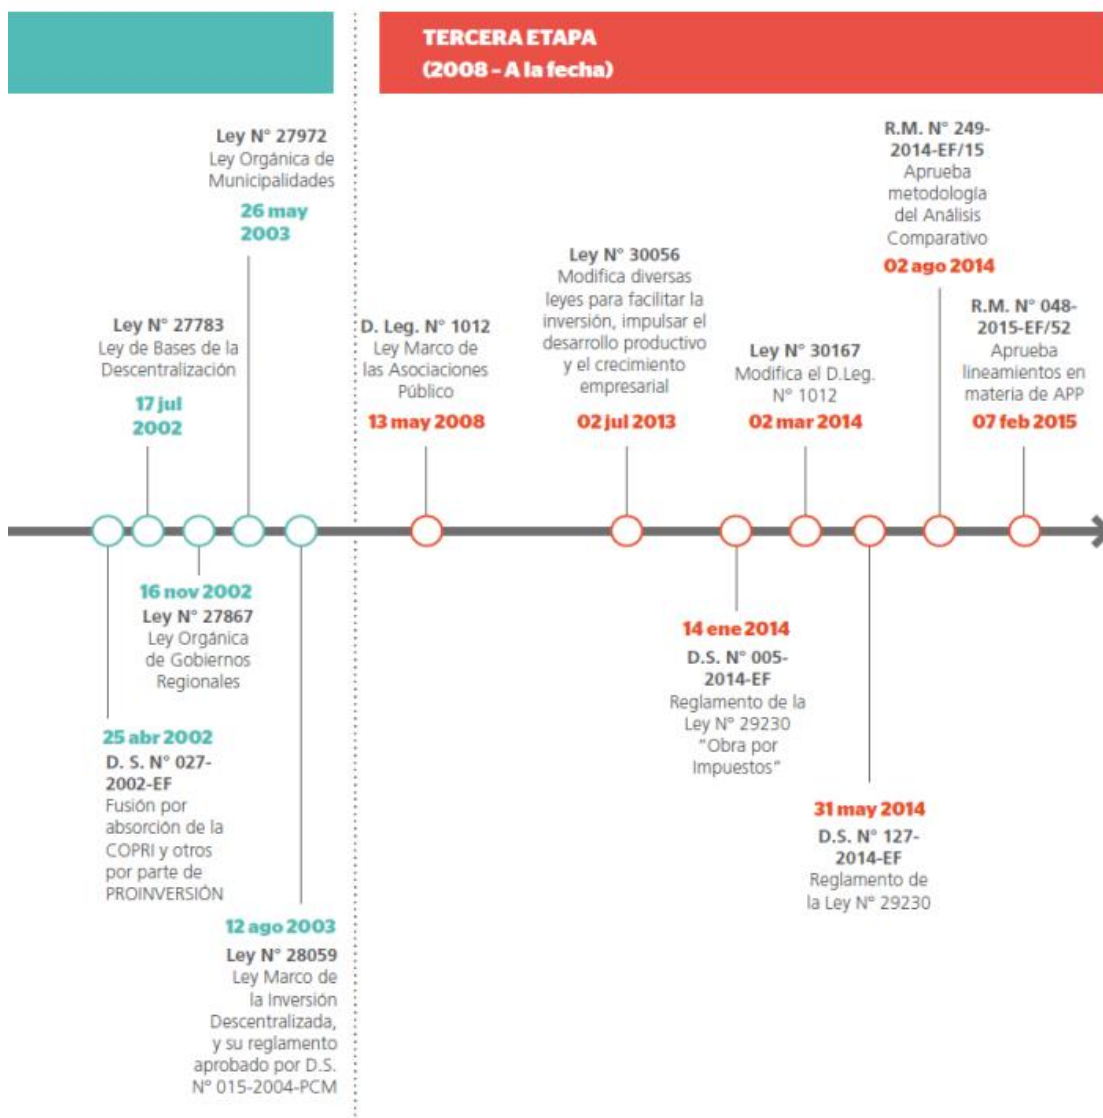 TERCERA ETAPA
(2008 – A la fecha)
Ley N° 27972
Ley Orgánica de
Municipalidades
26 may
2003
Ley N° 27783
Ley de Bases de la
Descentralización
17 jul
2002
D. Leg. N° 1012
Ley Marco de
las Asociaciones
Público
13 may 2008
Ley N° 30056
Modifica diversas
leyes para facilitar la
inversión, impulsar el
desarrollo productivo
y el crecimiento
empresarial
02 jul 2013
Ley N° 30167
Modifica el D.Leg.
N° 1012
02 mar 2014
R.M. N° 249-
2014-EF/15
Aprueba
metodología
del Análisis
Comparativo
02 ago 2014
R.M. N° 048-
2015-EF/52
Aprueba
lineamientos en
materia de APP
07 feb 2015
16 nov 2002
Ley N° 27867
Ley Orgánica
de Gobiernos
Regionales
25 abr 2002
D. S. N° 027-
2002-EF
Fusión por
absorción de la
COPRI y otros
por parte de
PROINVERSIÓN
12 ago 2003
Ley N° 28059
Ley Marco de
la Inversión
Descentralizada,
y su reglamento
aprobado por D.S.
N° 015-2004-PCM
14 ene 2014
D.S. N° 005-
2014-EF
Reglamento de la
Ley N° 29230
“Obra por
Impuestos”
31 may 2014
D.S. N° 127-
2014-EF
Reglamento de
la Ley N° 29230